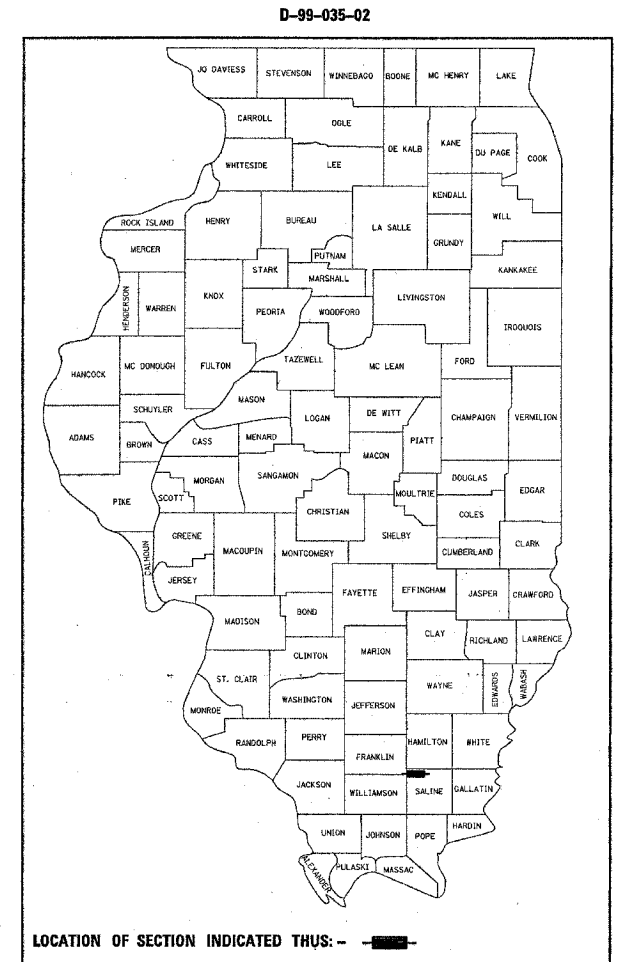 D-99-035-02
JO DAVIESS STEVENSON WINNEBAGO BOONE MC HENRY LAKE
CARROLL OGLE
DE KALB KANE DU PAGE COOK
WHITESIDE LEE
KENDALL
ROCK ISLAND HENRY BUREAU LA SALLE WILL
MERCER PUTNAM GRUNDY
STARK MARSHALL KANKAKEE
HENDERSON WARREN KNOX PEORIA WOODFORD LIVINGSTON
IROQUOIS
HANCOCK MC DONOUGH FULTON TAZEWELL MC LEAN FORD
MASON
SCHUYLER LOGAN DE WITT CHAMPAIGN VERMILION
ADAMS BROWN CASS MENARD MACON PIATT
PIKE SCOTT MORGAN SANGAMON MOULTRIE DOUGLAS EDGAR
CHRISTIAN COLES
GREENE SHELBY
CALHOUN MACOUPIN MONTGOMERY CUMBERLAND CLARK
JERSEY
FAYETTE EFFINGHAM JASPER CRAWFORD
MADISON BOND
CLAY RICHLAND LAWRENCE
CLINTON MARION
ST. CLAIR WAYNE EDWARDS WABASH
WASHINGTON JEFFERSON
MONROE
RANDOLPH PERRY HAMILTON WHITE
FRANKLIN
JACKSON WILLIAMSON SALINE GALLATIN
UNION JOHNSON POPE HARDIN
ALEXANDER PULASKI MASSAC
LOCATION OF SECTION INDICATED THUS: -